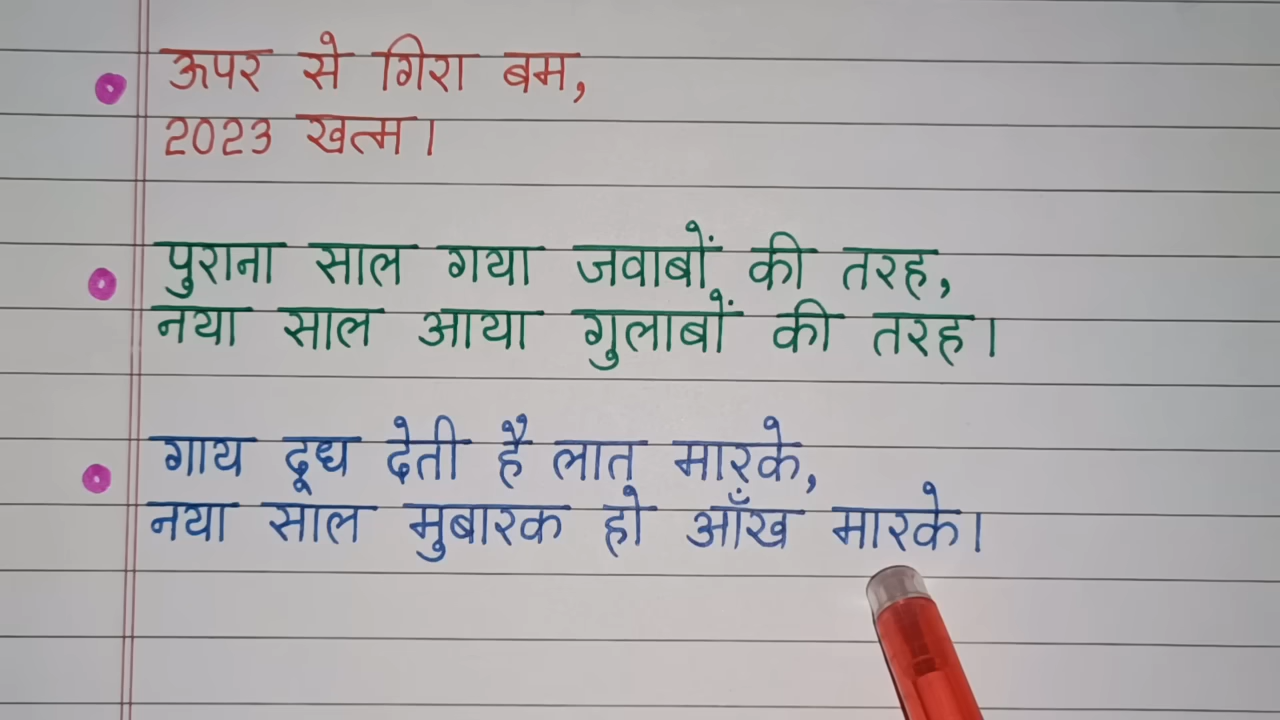 ऊपर से गिरा बम,
2023 खत्म।
पुराना साल गया जवाबों की तरह,
नया साल आया गुलाबों की तरह।
गाय दूध देती है लात मारके,
नया साल मुबारक हो आँख मारके।